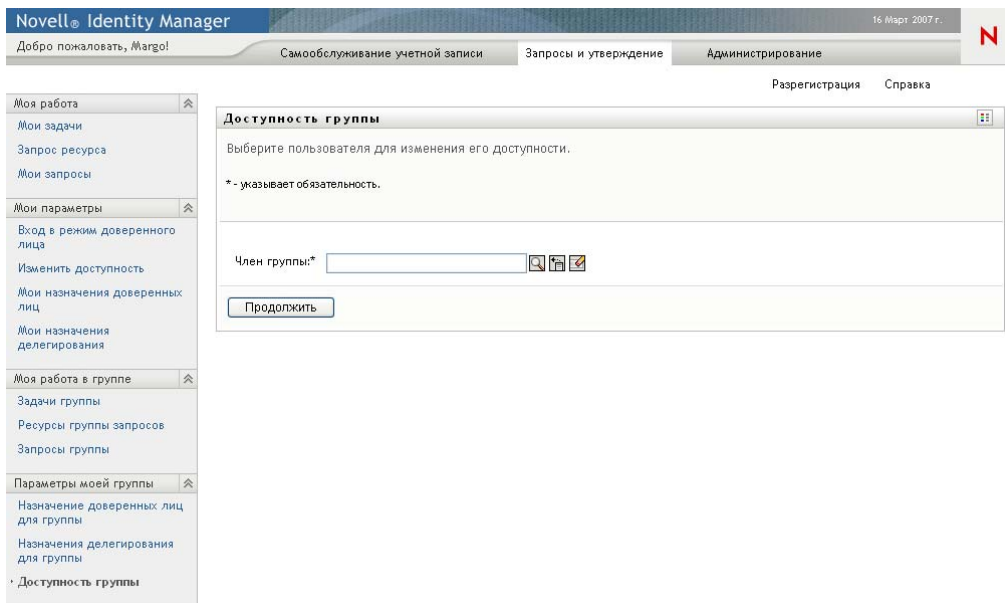 Novell® Identity Manager
16 Март 2007 г.
N
Добро пожаловать, Margo!
Самообслуживание учетной записи
Запросы и утверждение
Администрирование
Разрегистрация
Справка
Моя работа
Мои задачи
Запрос ресурса
Мои запросы
Мои параметры
Вход в режим доверенного
лица
Изменить доступность
Мои назначения доверенных
лиц
Мои назначения
делегирования
Моя работа в группе
Задачи группы
Ресурсы группы запросов
Запросы группы
Параметры моей группы
Назначение доверенных лиц
для группы
Назначения делегирования
для группы
Доступность группы
Доступность группы
Выберите пользователя для изменения его доступности.
* - указывает обязательность.
Член группы:*
Продолжить